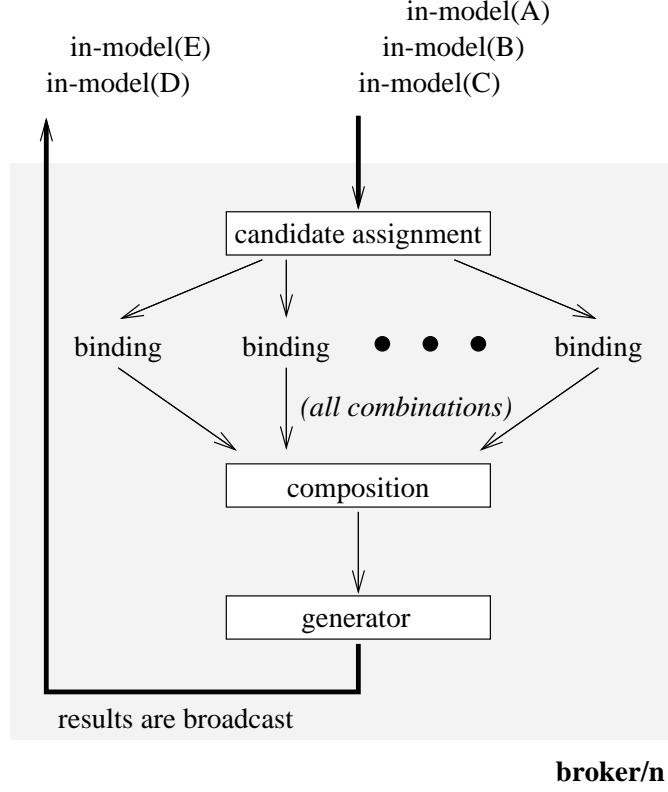 in-model(A)
in-model(E)
in-model(B)
in-model(D)
in-model(C)
candidate assignment
binding
binding
binding
(all combinations)
composition
generator
results are broadcast
broker/n